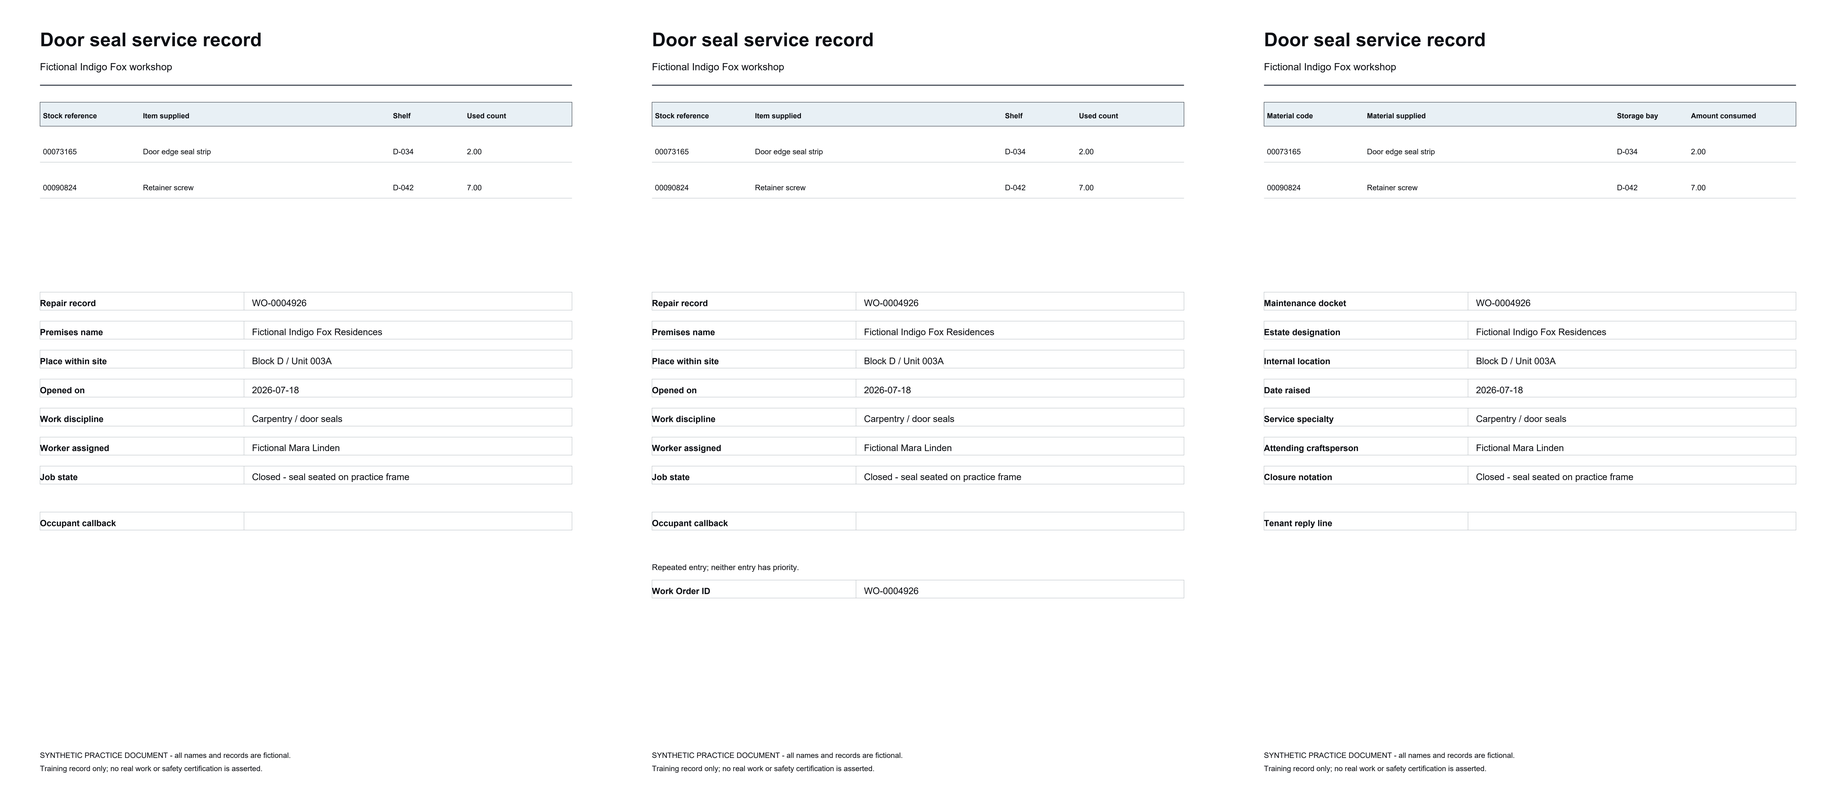 Door seal service record
Fictional Indigo Fox workshop
Stock reference Item supplied Shelf Used count
00073165 Door edge seal strip D-034 2.00
00090824 Retainer screw D-042 7.00
Repair record WO-0004926
Premises name Fictional Indigo Fox Residences
Place within site Block D / Unit 003A
Opened on 2026-07-18
Work discipline Carpentry / door seals
Worker assigned Fictional Mara Linden
Job state Closed - seal seated on practice frame
Occupant callback
SYNTHETIC PRACTICE DOCUMENT - all names and records are fictional.
Training record only; no real work or safety certification is asserted.
Door seal service record
Fictional Indigo Fox workshop
Stock reference Item supplied Shelf Used count
00073165 Door edge seal strip D-034 2.00
00090824 Retainer screw D-042 7.00
Repair record WO-0004926
Premises name Fictional Indigo Fox Residences
Place within site Block D / Unit 003A
Opened on 2026-07-18
Work discipline Carpentry / door seals
Worker assigned Fictional Mara Linden
Job state Closed - seal seated on practice frame
Occupant callback
Repeated entry; neither entry has priority.
Work Order ID WO-0004926
SYNTHETIC PRACTICE DOCUMENT - all names and records are fictional.
Training record only; no real work or safety certification is asserted.
Door seal service record
Fictional Indigo Fox workshop
Material code Material supplied Storage bay Amount consumed
00073165 Door edge seal strip D-034 2.00
00090824 Retainer screw D-042 7.00
Maintenance docket WO-0004926
Estate designation Fictional Indigo Fox Residences
Internal location Block D / Unit 003A
Date raised 2026-07-18
Service specialty Carpentry / door seals
Attending craftsperson Fictional Mara Linden
Closure notation Closed - seal seated on practice frame
Tenant reply line
SYNTHETIC PRACTICE DOCUMENT - all names and records are fictional.
Training record only; no real work or safety certification is asserted.